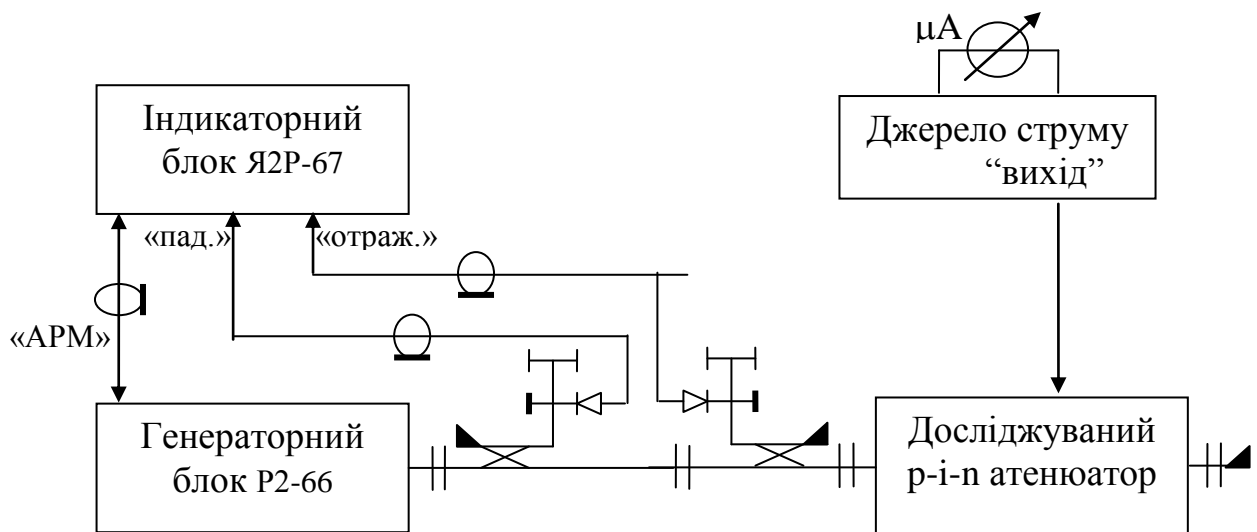 μA
Індикаторний
блок Я2Р-67
Джерело струму
“вихід”
«пад.»
«отраж.»
«АРМ»
Генераторний
блок Р2-66
Досліджуваний
p-i-n атенюатор